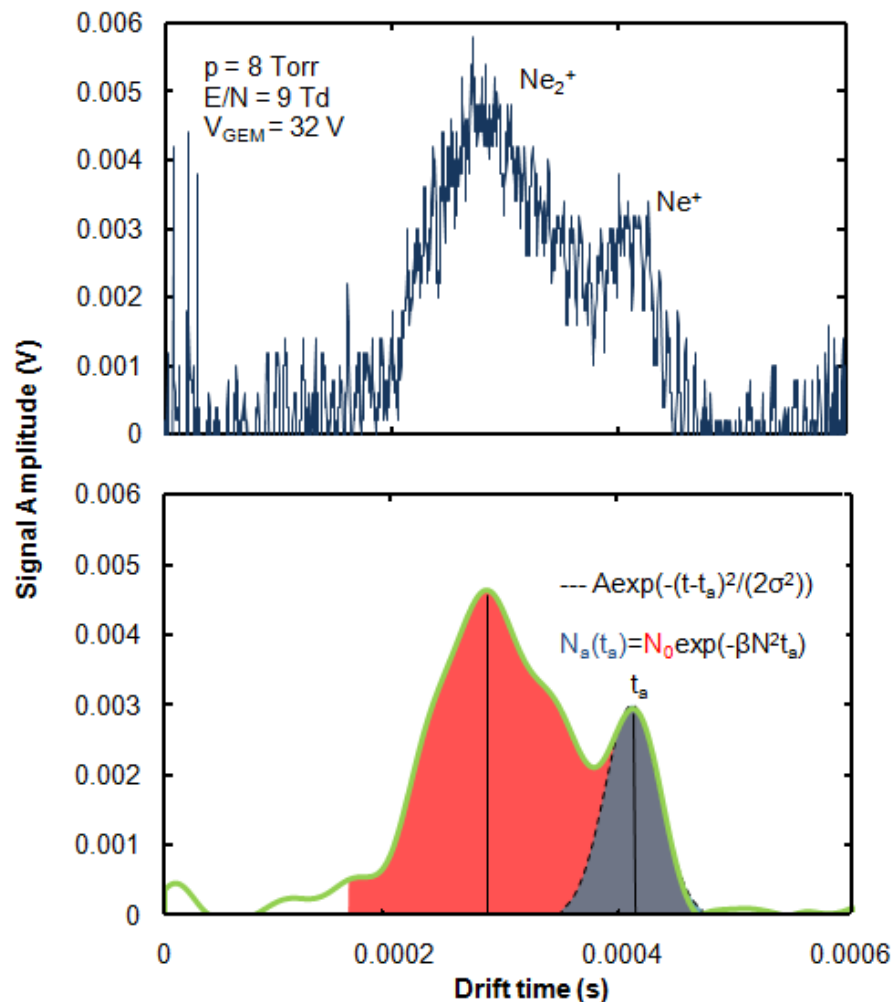 0.006
0.005
0.004
0.003
0.002
0.001
0
p = 8 Torr
E/N = 9 Td
V_GEM = 32 V
Ne₂⁺
Ne⁺
Signal Amplitude (V)
0.006
0.005
0.004
0.003
0.002
0.001
0
--- Aexp(-(t-tₐ)²/(2σ²))
Nₐ(tₐ)=N₀exp(-βN²tₐ)
tₐ
0 0.0002 0.0004 0.0006
Drift time (s)